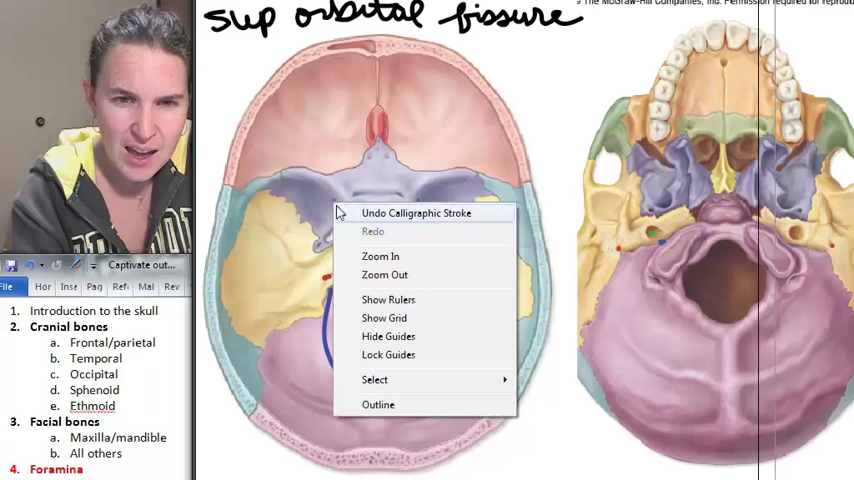 sup orbital fissure
The McGraw-Hill Companies, Inc. Permission required for reprodu
Undo Calligraphic Stroke
Redo
Zoom In
Zoom Out
Show Rulers
Show Grid
Hide Guides
Lock Guides
Select
Outline
Captivate out...
File Hor Ins Pag Ref Mai Rev
1. Introduction to the skull
2. Cranial bones
a. Frontal/parietal
b. Temporal
c. Occipital
d. Sphenoid
e. Ethmoid
3. Facial bones
a. Maxilla/mandible
b. All others
4. Foramina